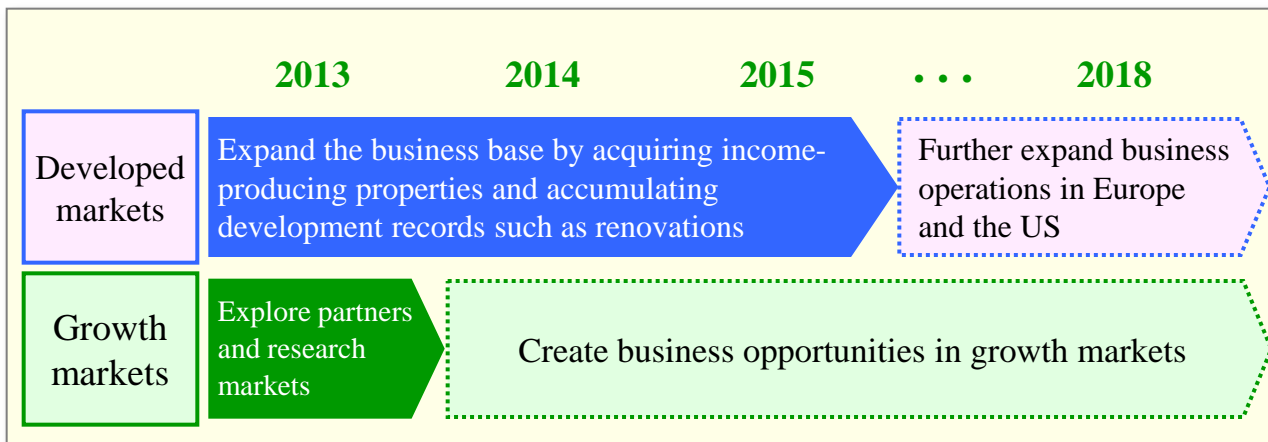 2013 2014 2015 ・・・ 2018
Developed
markets
Expand the business base by acquiring income-
producing properties and accumulating
development records such as renovations
Further expand business
operations in Europe
and the US
Growth
markets
Explore partners
and research
markets
Create business opportunities in growth markets